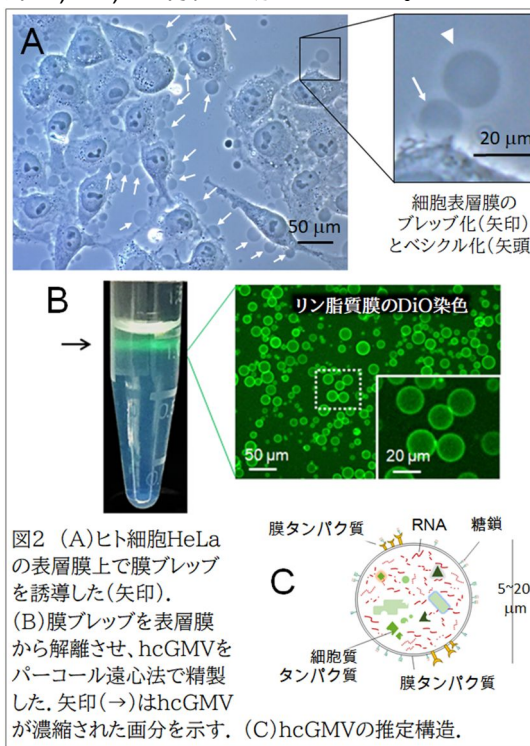 A
50 μm
20 μm
細胞表層膜の
ブレッブ化(矢印)
とベシクル化(矢頭
B
リン脂質膜のDiO染色
50 μm
20 μm
図2 (A)ヒト細胞HeLa
の表層膜上で膜ブレッブ
を誘導した(矢印).
(B)膜ブレッブを表層膜
から解離させ、hcGMVを
パーコール遠心法で精製
した. 矢印(→)はhcGMV
が濃縮された画分を示す. (C)hcGMVの推定構造.
C
膜タンパク質
RNA
糖鎖
5~20
μm
細胞質
タンパク質
膜タンパク質